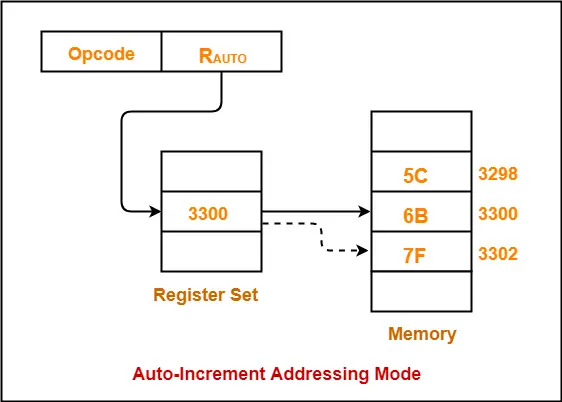 Opcode RAUTO
5C 3298
3300 6B 3300
7F 3302
Register Set
Memory
Auto-Increment Addressing Mode